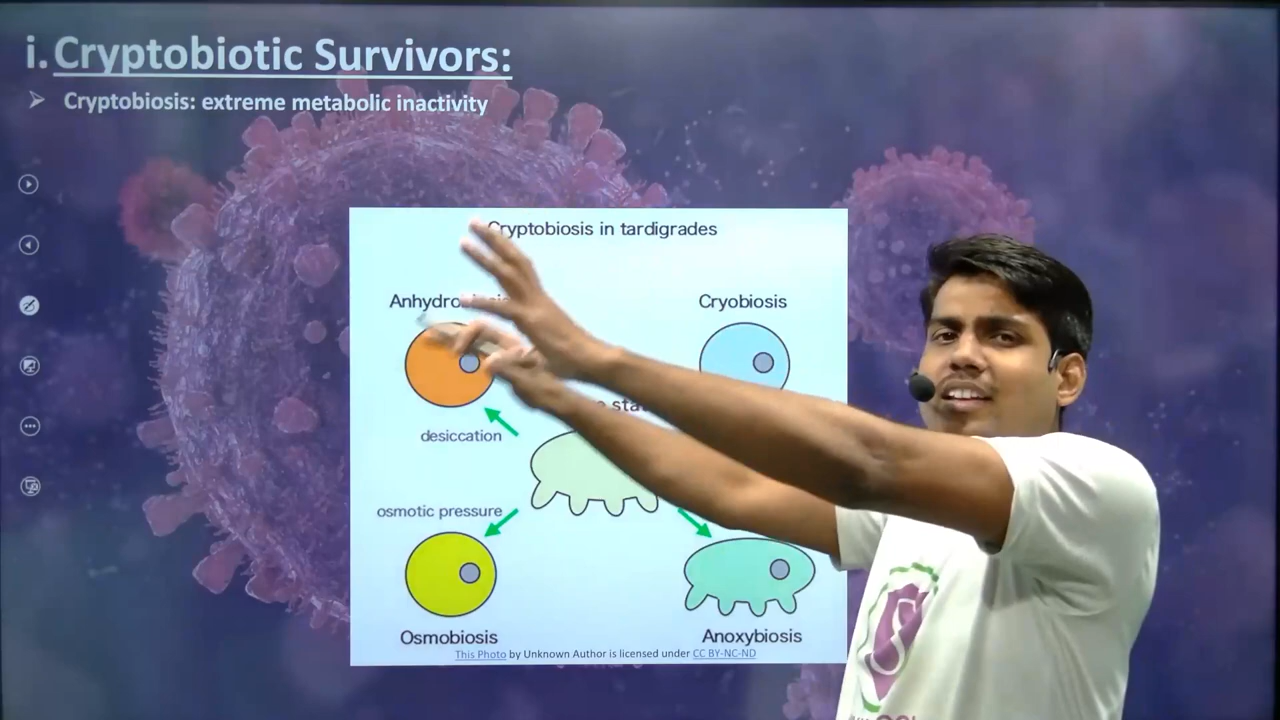 i. Cryptobiotic Survivors:
➢ Cryptobiosis: extreme metabolic inactivity
Cryptobiosis in tardigrades
Cryobiosis
desiccation
osmotic pressure
Osmobiosis
Anoxybiosis
This Photo by Unknown Author is licensed under CC BY-NC-ND